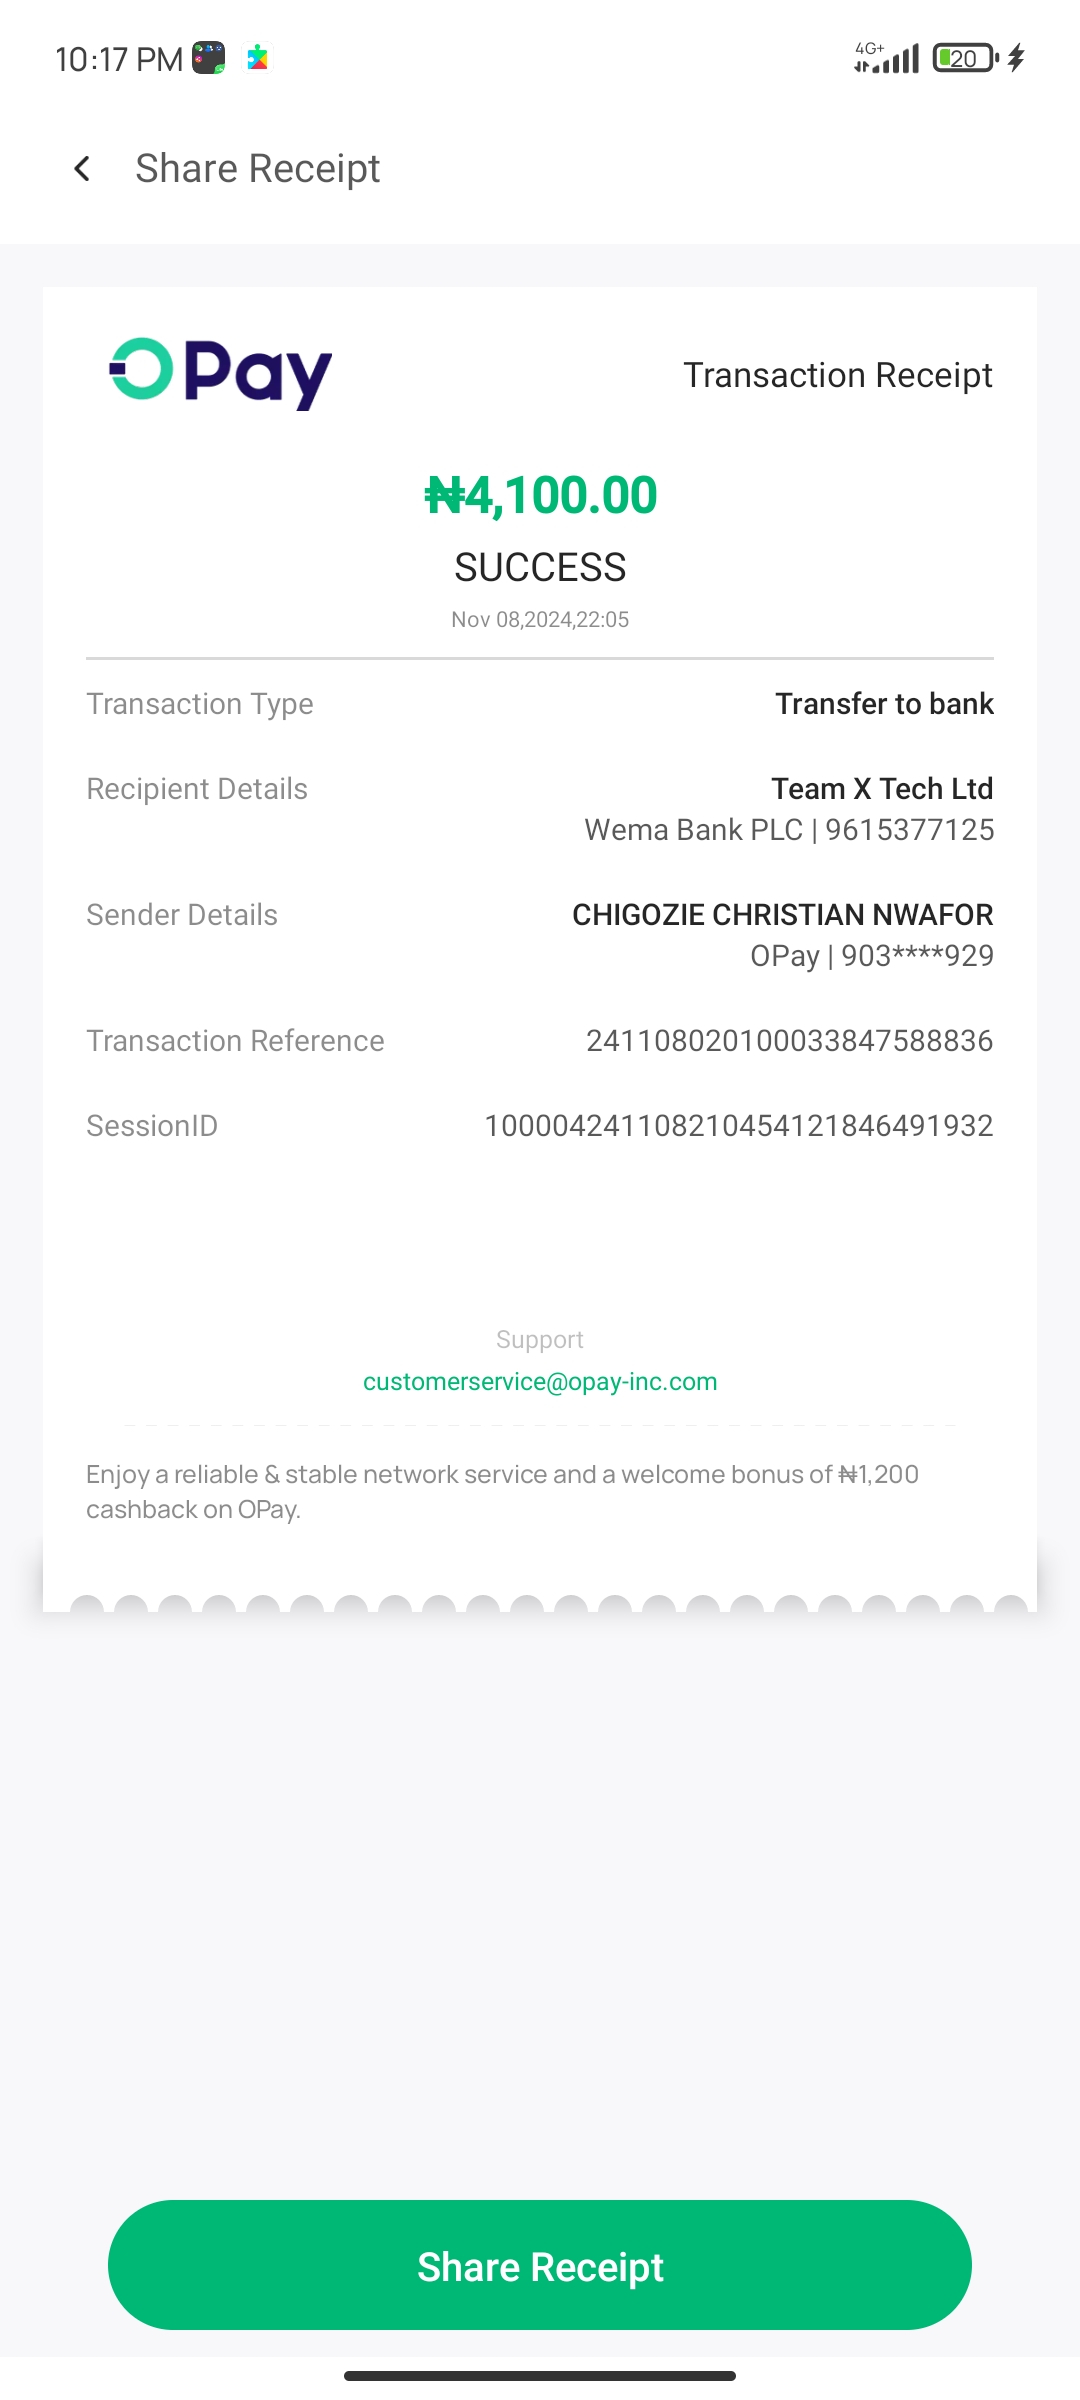 10:17 PM
4G+
20
Share Receipt
OPay
Transaction Receipt
₦4,100.00
SUCCESS
Nov 08,2024,22:05
Transaction Type
Transfer to bank
Recipient Details
Team X Tech Ltd
Wema Bank PLC | 9615377125
Sender Details
CHIGOZIE CHRISTIAN NWAFOR
OPay | 903****929
Transaction Reference
241108020100033847588836
SessionID
100004241108210454121846491932
Support
customerservice@opay-inc.com
Enjoy a reliable & stable network service and a welcome bonus of ₦1,200
cashback on OPay.
Share Receipt